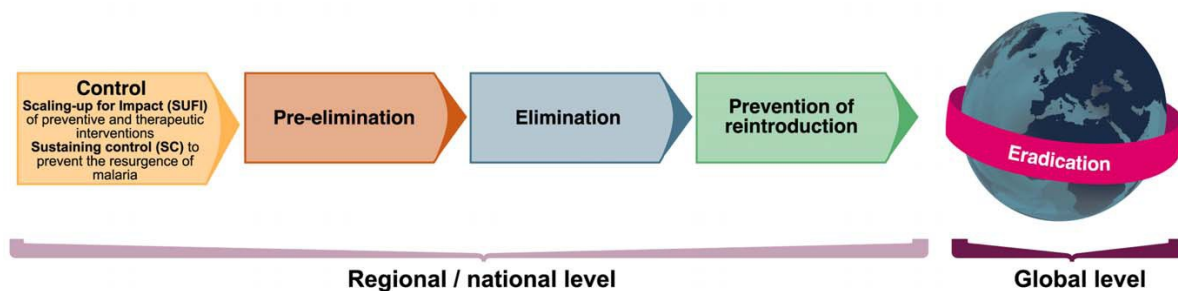 Control
Scaling-up for Impact (SUFI)
of preventive and therapeutic
interventions
Sustaining control (SC) to
prevent the resurgence of
malaria
Pre-elimination
Elimination
Prevention of
reintroduction
Eradication
Regional / national level
Global level